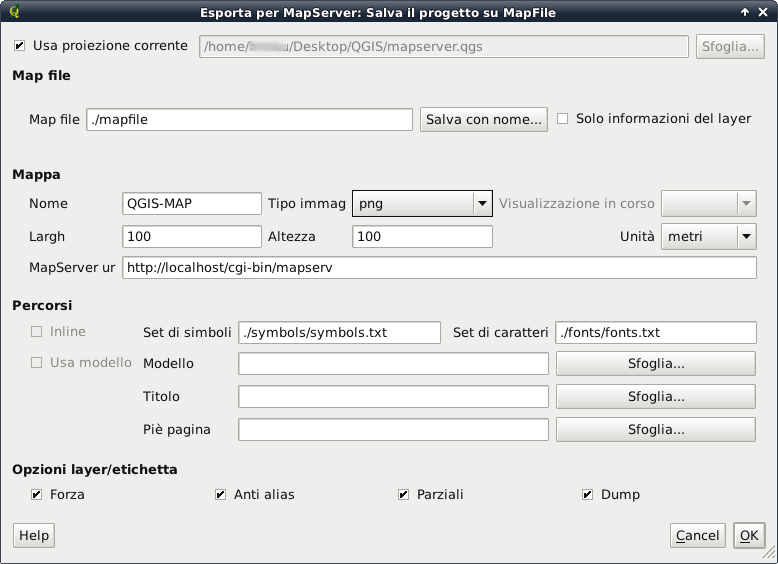 Esporta per MapServer: Salva il progetto su MapFile
Usa proiezione corrente /home/ /Desktop/QGIS/mapserver.qgs Sfoglia...
Map file
Map file ./mapfile Salva con nome... Solo informazioni del layer
Mappa
Nome QGIS-MAP Tipo immag png Visualizzazione in corso
Largh 100 Altezza 100 Unità metri
MapServer ur http://localhost/cgi-bin/mapserv
Percorsi
Inline Set di simboli ./symbols/symbols.txt Set di caratteri ./fonts/fonts.txt
Usa modello Modello Sfoglia...
Titolo Sfoglia...
Piè pagina Sfoglia...
Opzioni layer/etichetta
Forza Anti alias Parziali Dump
Help Cancel OK